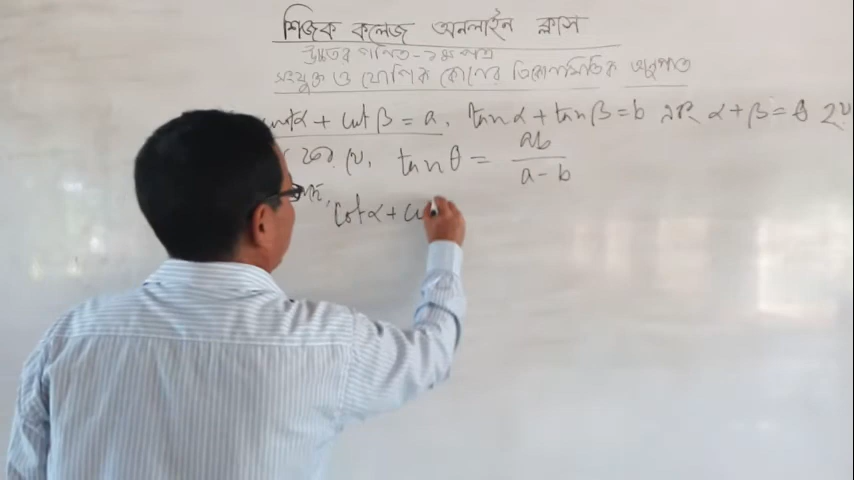 শিজিক কলেজ অনলাইন ক্লাস
উচ্চতর গণিত-১ম পত্র
সংযুক্ত ও যৌগিক কোণের ত্রিকোণমিতিক অনুপাত
cotα + cotβ = a, tanα + tanβ = b এবং α + β = θ হয়
যে, tanθ = ab / a - b
cotα + co